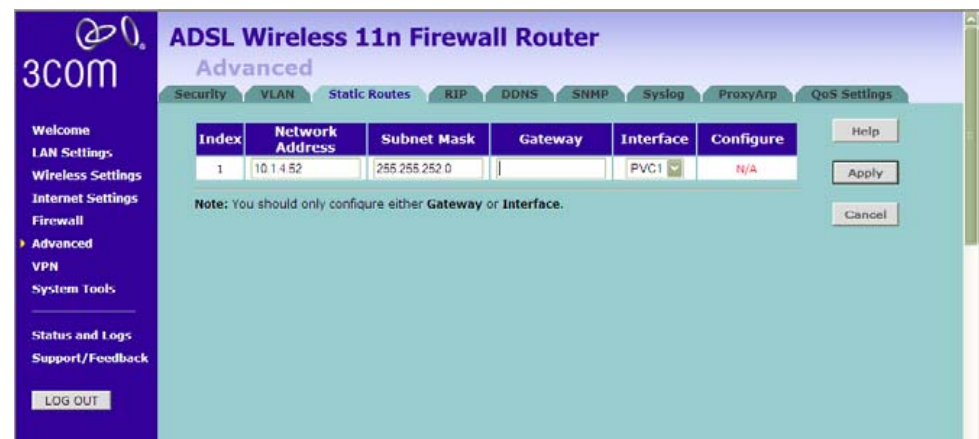 3COM
ADSL Wireless 11n Firewall Router
Advanced
Security VLAN Static Routes RIP DDNS SNMP Syslog ProxyArp QoS Settings
Welcome
LAN Settings
Wireless Settings
Internet Settings
Firewall
Advanced
VPN
System Tools
Status and Logs
Support/Feedback
LOG OUT
Index Network Address Subnet Mask Gateway Interface Configure
1 10.1.4.52 255.255.252.0 PVC1 N/A
Note: You should only configure either Gateway or Interface.
Help
Apply
Cancel